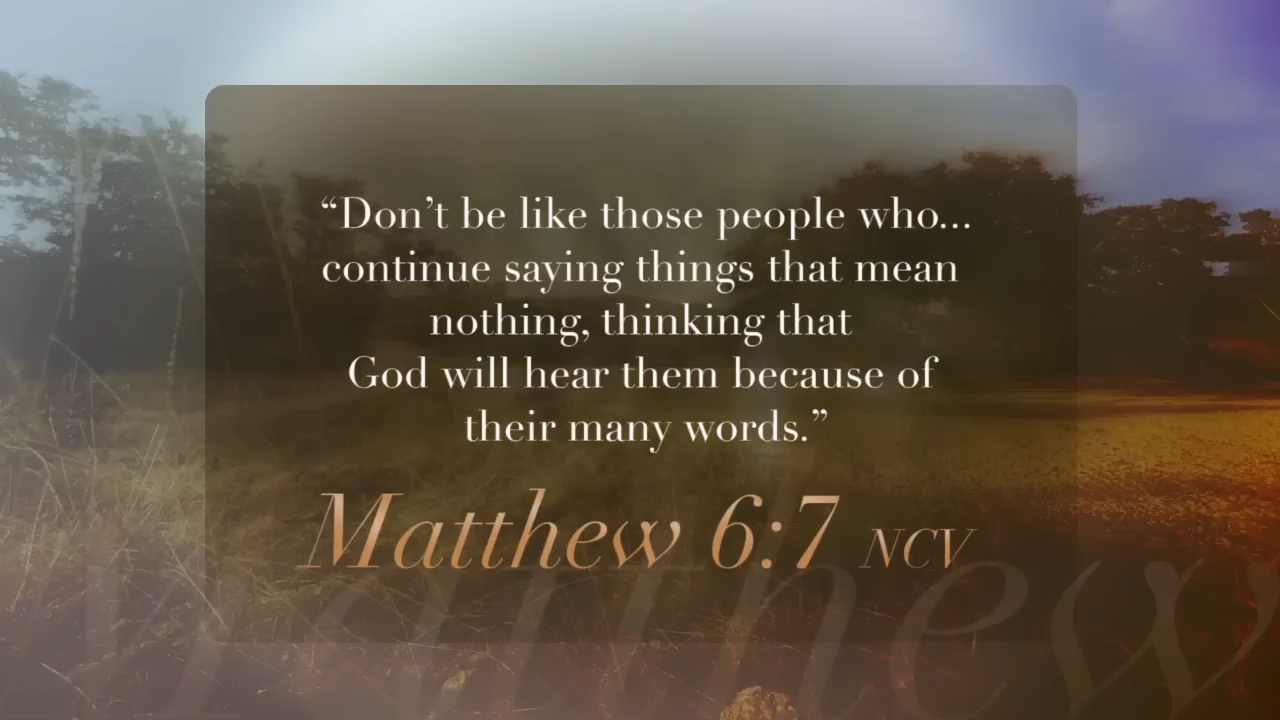 “Don’t be like those people who...
continue saying things that mean
nothing, thinking that
God will hear them because of
their many words.”
Matthew 6:7 NCV
Matthew